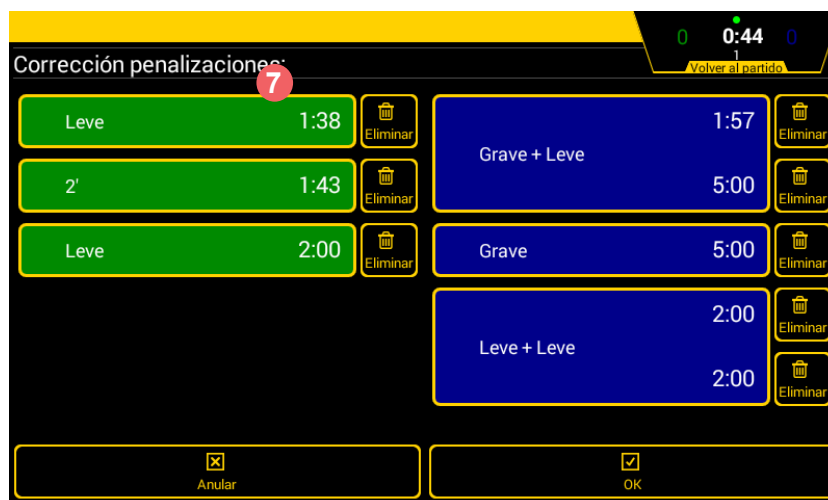 0 0:44 0
1
Volver al partido
Corrección penalizaciones:
7
Leve 1:38 Eliminar
2' 1:43 Eliminar
Leve 2:00 Eliminar
Grave + Leve
1:57 Eliminar
5:00 Eliminar
Grave 5:00 Eliminar
Leve + Leve
2:00 Eliminar
2:00 Eliminar
Anular
OK